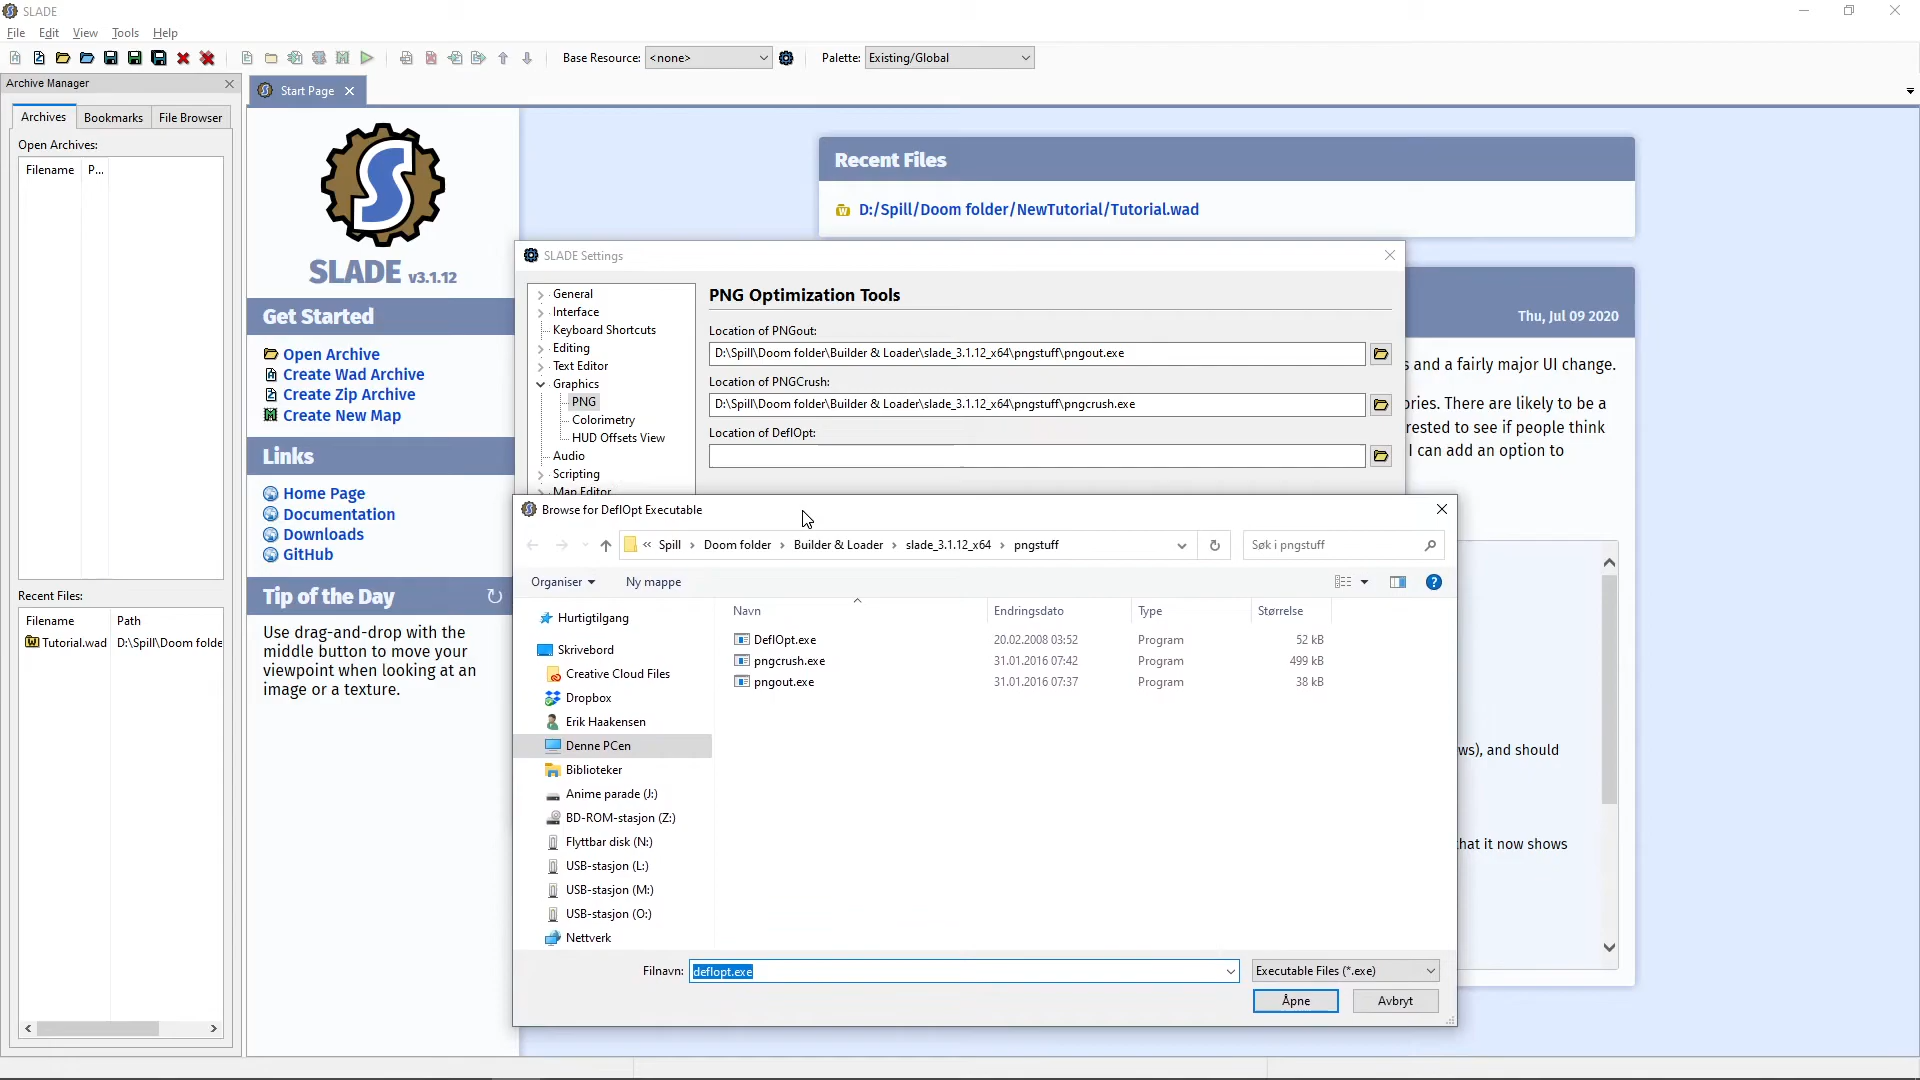 SLADE
File Edit View Tools Help
Base Resource: <none> Palette: Existing/Global
Archive Manager
Start Page
Archives Bookmarks File Browser
Open Archives:
Filename P...
Recent Files:
Filename Path
Tutorial.wad D:\Spill\Doom folde
SLADE v3.1.12
Get Started
Open Archive
Create Wad Archive
Create Zip Archive
Create New Map
Links
Home Page
Documentation
Downloads
GitHub
Tip of the Day
Use drag-and-drop with the
middle button to move your
viewpoint when looking at an
image or a texture.
Recent Files
D:/Spill/Doom folder/NewTutorial/Tutorial.wad
Thu, Jul 09 2020
s and a fairly major UI change.
ories. There are likely to be a
rested to see if people think
I can add an option to
ws), and should
that it now shows
SLADE Settings
General
Interface
Keyboard Shortcuts
Editing
Text Editor
Graphics
PNG
Colorimetry
HUD Offsets View
Audio
Scripting
Map Editor
PNG Optimization Tools
Location of PNGout:
D:\Spill\Doom folder\Builder & Loader\slade_3.1.12_x64\pngstuff\pngout.exe
Location of PNGCrush:
D:\Spill\Doom folder\Builder & Loader\slade_3.1.12_x64\pngstuff\pngcrush.exe
Location of DeflOpt:
Browse for DeflOpt Executable
« Spill › Doom folder › Builder & Loader › slade_3.1.12_x64 › pngstuff
Søk i pngstuff
Organiser Ny mappe
Hurtigtilgang
Skrivebord
Creative Cloud Files
Dropbox
Erik Haakensen
Denne PCen
Biblioteker
Anime parade (J:)
BD-ROM-stasjon (Z:)
Flyttbar disk (N:)
USB-stasjon (L:)
USB-stasjon (M:)
USB-stasjon (O:)
Nettverk
Navn Endringsdato Type Størrelse
DeflOpt.exe 20.02.2008 03:52 Program 52 kB
pngcrush.exe 31.01.2016 07:42 Program 499 kB
pngout.exe 31.01.2016 07:37 Program 38 kB
Filnavn: deflopt.exe Executable Files (*.exe)
Åpne Avbryt